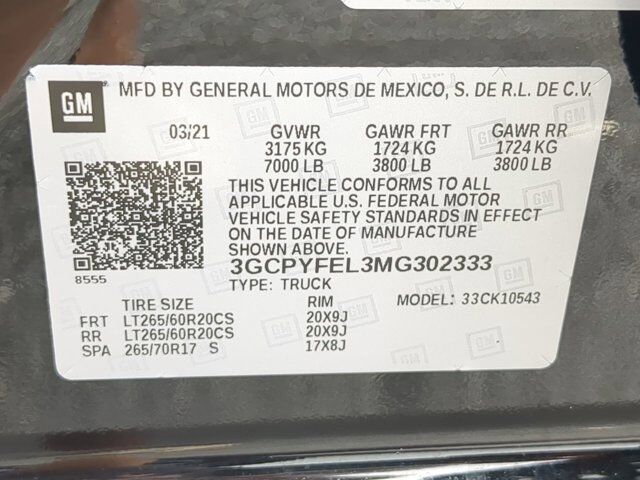 GM
MFD BY GENERAL MOTORS DE MEXICO, S. DE R.L. DE C.V.
03/21 GVWR GAWR FRT GAWR RR
3175 KG 1724 KG 1724 KG
7000 LB 3800 LB 3800 LB
THIS VEHICLE CONFORMS TO ALL
APPLICABLE U.S. FEDERAL MOTOR
VEHICLE SAFETY STANDARDS IN EFFECT
ON THE DATE OF MANUFACTURE
SHOWN ABOVE.
8555
3GCPYFEL3MG302333
TYPE: TRUCK MODEL: 33CK10543
TIRE SIZE RIM
FRT LT265/60R20CS 20X9J
RR LT265/60R20CS 20X9J
SPA 265/70R17 S 17X8J